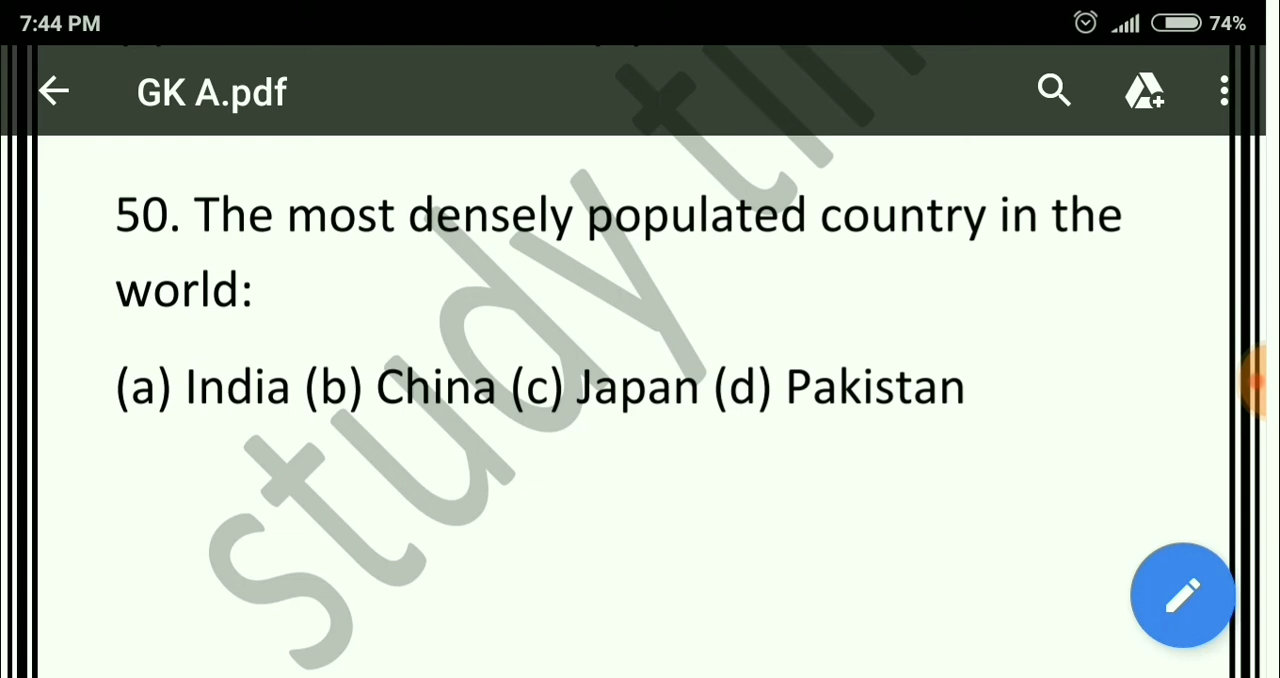 7:44 PM
74%
GK A.pdf
50. The most densely populated country in the
world:
(a) India (b) China (c) Japan (d) Pakistan
study